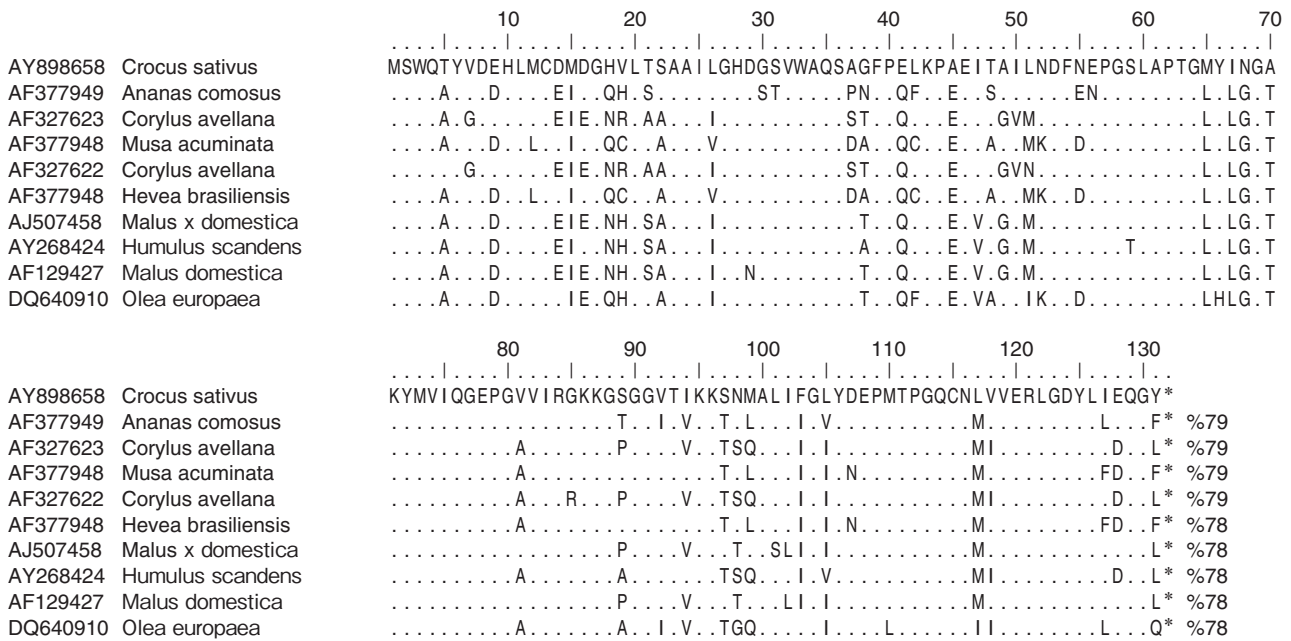 10 20 30 40 50 60 70
....|....|....|....|....|....|....|....|....|....|....|....|....|....|
AY898658 Crocus sativus MSWQTYVDEHLMCDMDGHVLTSAAILGHDGSVWAQSAGFPELKPAEITAILNDFNEPGSLAPTGMYINGA
AF377949 Ananas comosus ....A...D....EI..QH.S........ST.....PN..QF..E..S......EN........L.LG.T
AF327623 Corylus avellana ....A.G......EIE.NR.AA...I..........ST..Q...E...GVM.............L.LG.T
AF377948 Musa acuminata ....A...D..L..I..QC..A...V..........DA..QC..E..A..MK..D.........L.LG.T
AF327622 Corylus avellana ......G......EIE.NR.AA...I..........ST..Q...E...GVN.............L.LG.T
AF377948 Hevea brasiliensis ....A...D..L..I..QC..A...V..........DA..QC..E..A..MK..D.........L.LG.T
AJ507458 Malus x domestica ....A...D....EIE.NH.SA...I...........T..Q...E.V.G.M.............L.LG.T
AY268424 Humulus scandens ....A...D....EIE.NH.SA...I...........A..Q...E.V.G.M.......T.....L.LG.T
AF129427 Malus domestica ....A...D....EIE.NH.SA...I..N........T..Q...E.V.G.M.............L.LG.T
DQ640910 Olea europaea ....A...D.....IE.QH..A...I...........T..QF..E.VA..IK..D.........LHLG.T
80 90 100 110 120 130
....|....|....|....|....|....|....|....|....|....|....|....|..
AY898658 Crocus sativus KYMVIQGEPGVVIRGKKGSGGVTIKKSNMALIFGLYDEPMTPGQCNLVVERLGDYLIEQGY*
AF377949 Ananas comosus ..................T..I.V..T.L...I.V...........M.........L...F* %79
AF327623 Corylus avellana ..........A.......P....V..TSQ...I.I...........MI.........D..L* %79
AF377948 Musa acuminata ..........A...............T.L...I.I.N.........M.........FD..F* %79
AF327622 Corylus avellana ..........A...R...P....V..TSQ...I.I...........MI.........D..L* %79
AF377948 Hevea brasiliensis ..........A...............T.L...I.I.N.........M.........FD..F* %78
AJ507458 Malus x domestica ..................P....V...T..SLI.I...........M.............L* %78
AY268424 Humulus scandens ..........A.......A.......TSQ...I.V...........MI.........D..L* %78
AF129427 Malus domestica ..................P....V...T...LI.I...........M.............L* %78
DQ640910 Olea europaea ..........A.......A..I.V..TGQ...I.I....L......II............Q* %78